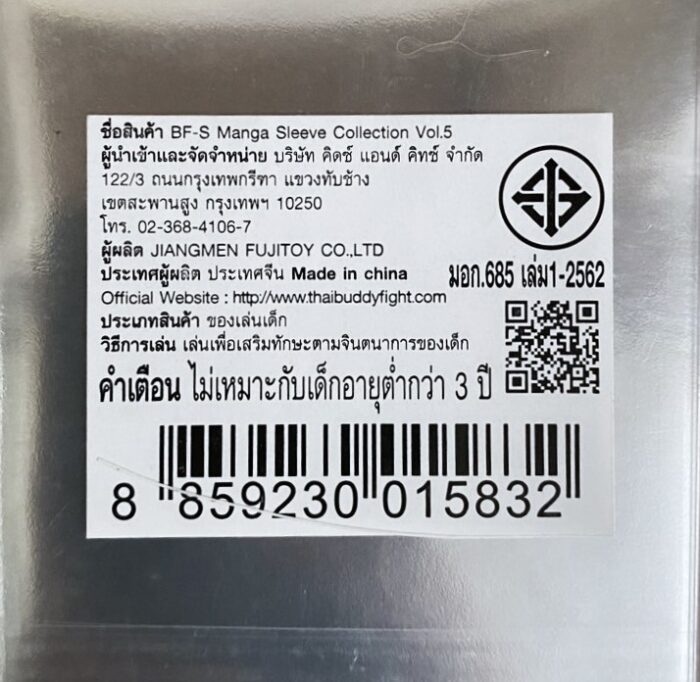 ชื่อสินค้า BF-S Manga Sleeve Collection Vol.5
ผู้นำเข้าและจัดจำหน่าย บริษัท คิดซ์ แอนด์ คิทซ์ จำกัด
122/3 ถนนกรุงเทพกรีฑา แขวงทับช้าง
เขตสะพานสูง กรุงเทพฯ 10250
โทร. 02-368-4106-7
ผู้ผลิต JIANGMEN FUJITOY CO.,LTD
ประเทศผู้ผลิต ประเทศจีน Made in china
มอก.685 เล่ม1-2562
Official Website : http://www.thaibuddyfight.com
ประเภทสินค้า ของเล่นเด็ก
วิธีการเล่น เล่นเพื่อเสริมทักษะตามจินตนาการของเด็ก
คำเตือน ไม่เหมาะกับเด็กอายุต่ำกว่า 3 ปี
8 859230 015832